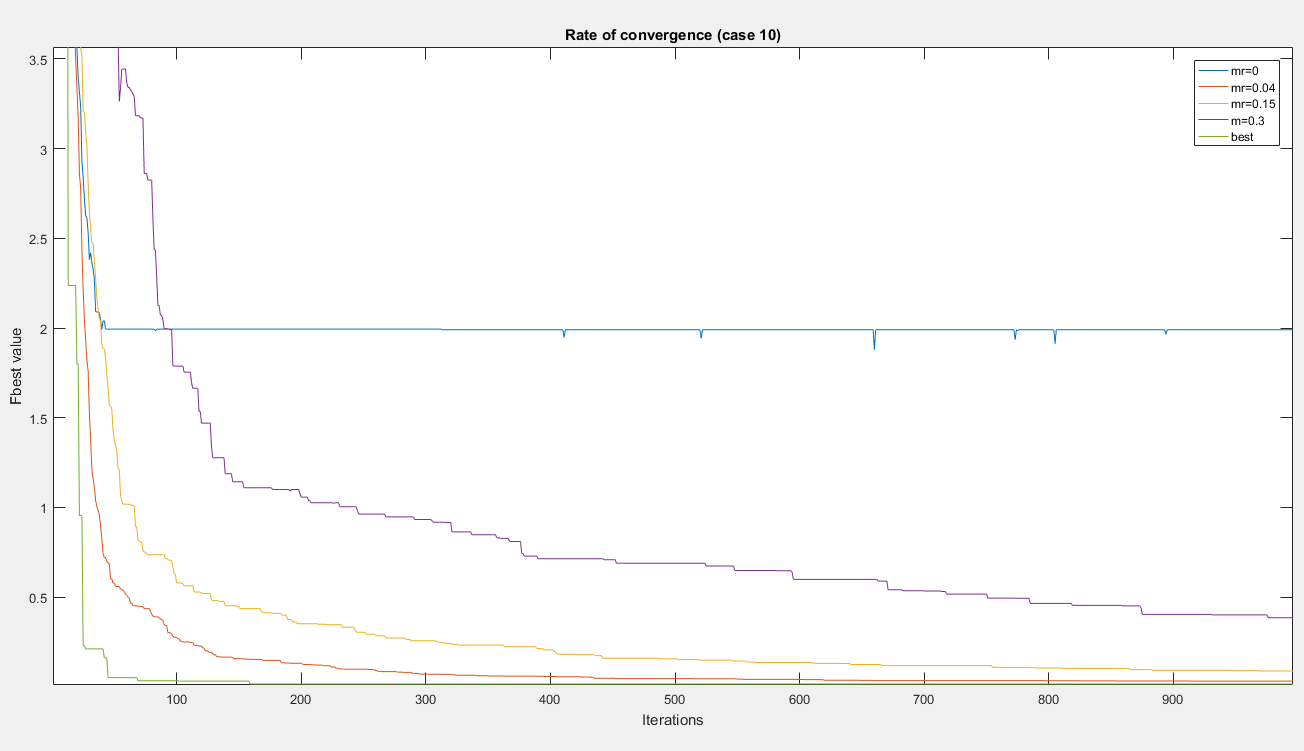 Rate of convergence (case 10)
mr=0
mr=0.04
mr=0.15
m=0.3
best
3.5
3
2.5
2
1.5
1
0.5
Fbest value
100 200 300 400 500 600 700 800 900
Iterations